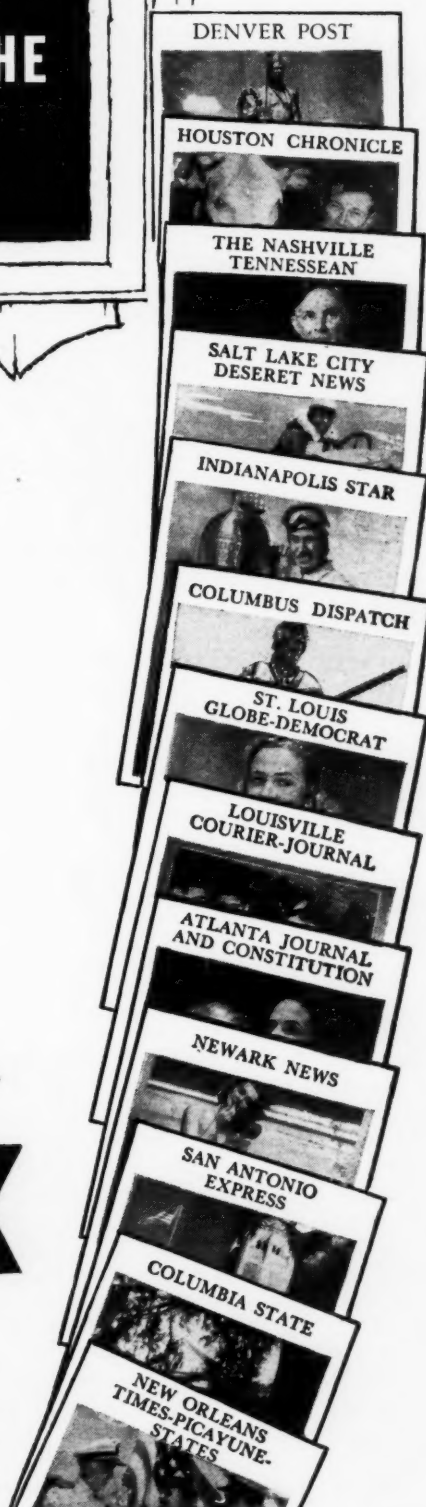 HE
DENVER POST
HOUSTON CHRONICLE
THE NASHVILLE
TENNESSEAN
SALT LAKE CITY
DESERET NEWS
INDIANAPOLIS STAR
COLUMBUS DISPATCH
ST. LOUIS
GLOBE-DEMOCRAT
LOUISVILLE
COURIER-JOURNAL
ATLANTA JOURNAL
AND CONSTITUTION
NEWARK NEWS
SAN ANTONIO
EXPRESS
COLUMBIA STATE
NEW ORLEANS
TIMES-PICAYUNE-
STATES